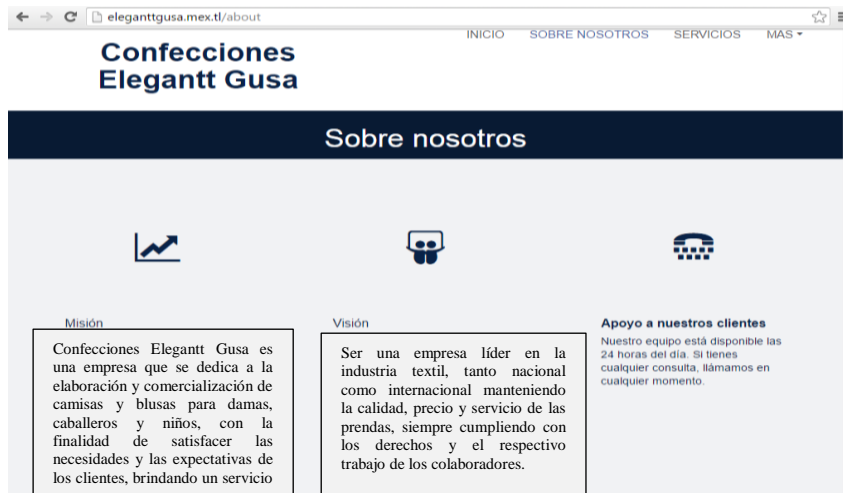 eleganttgusa.mex.tl/about
Confecciones
Elegantt Gusa
INICIO SOBRE NOSOTROS SERVICIOS MAS
Sobre nosotros
Misión
Confecciones Elegantt Gusa es
una empresa que se dedica a la
elaboración y comercialización de
camisas y blusas para damas,
caballeros y niños, con la
finalidad de satisfacer las
necesidades y las expectativas de
los clientes, brindando un servicio
Visión
Ser una empresa líder en la
industria textil, tanto nacional
como internacional manteniendo
la calidad, precio y servicio de las
prendas, siempre cumpliendo con
los derechos y el respectivo
trabajo de los colaboradores.
Apoyo a nuestros clientes
Nuestro equipo está disponible las
24 horas del día. Si tienes
cualquier consulta, llámamos en
cualquier momento.